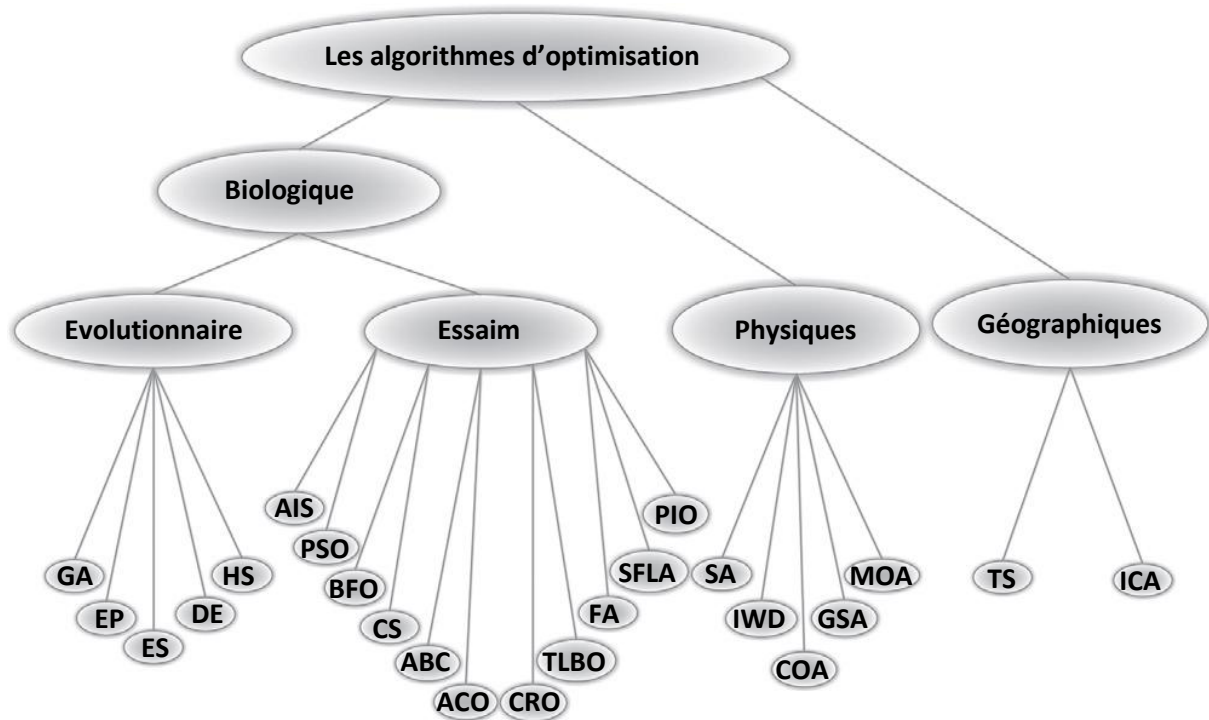 Les algorithmes d’optimisation
Biologique
Evolutionnaire
Essaim
Physiques
Géographiques
GA
EP
ES
DE
HS
AIS
PSO
BFO
CS
ABC
ACO
CRO
TLBO
FA
SFLA
PIO
SA
IWD
COA
GSA
MOA
TS
ICA